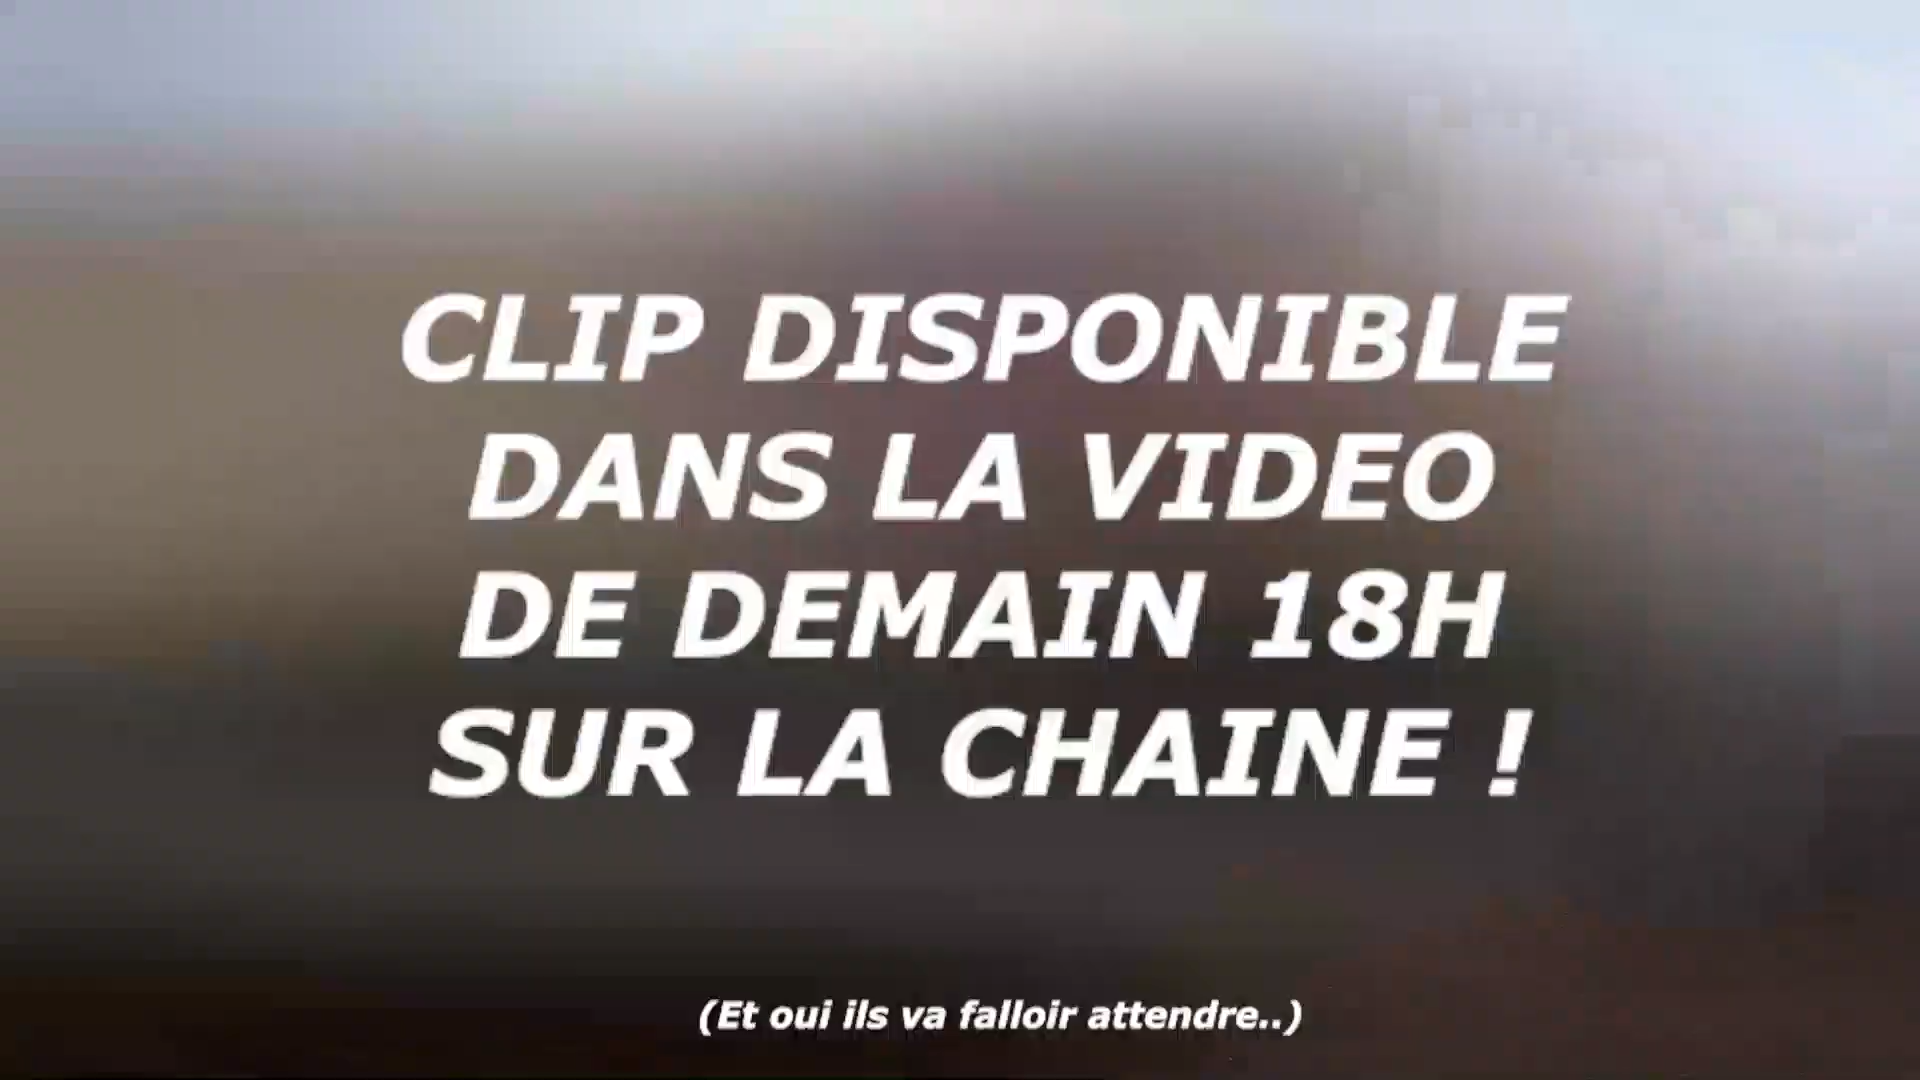 CLIP DISPONIBLE
DANS LA VIDEO
DE DEMAIN 18H
SUR LA CHAINE !
(Et oui ils va falloir attendre..)